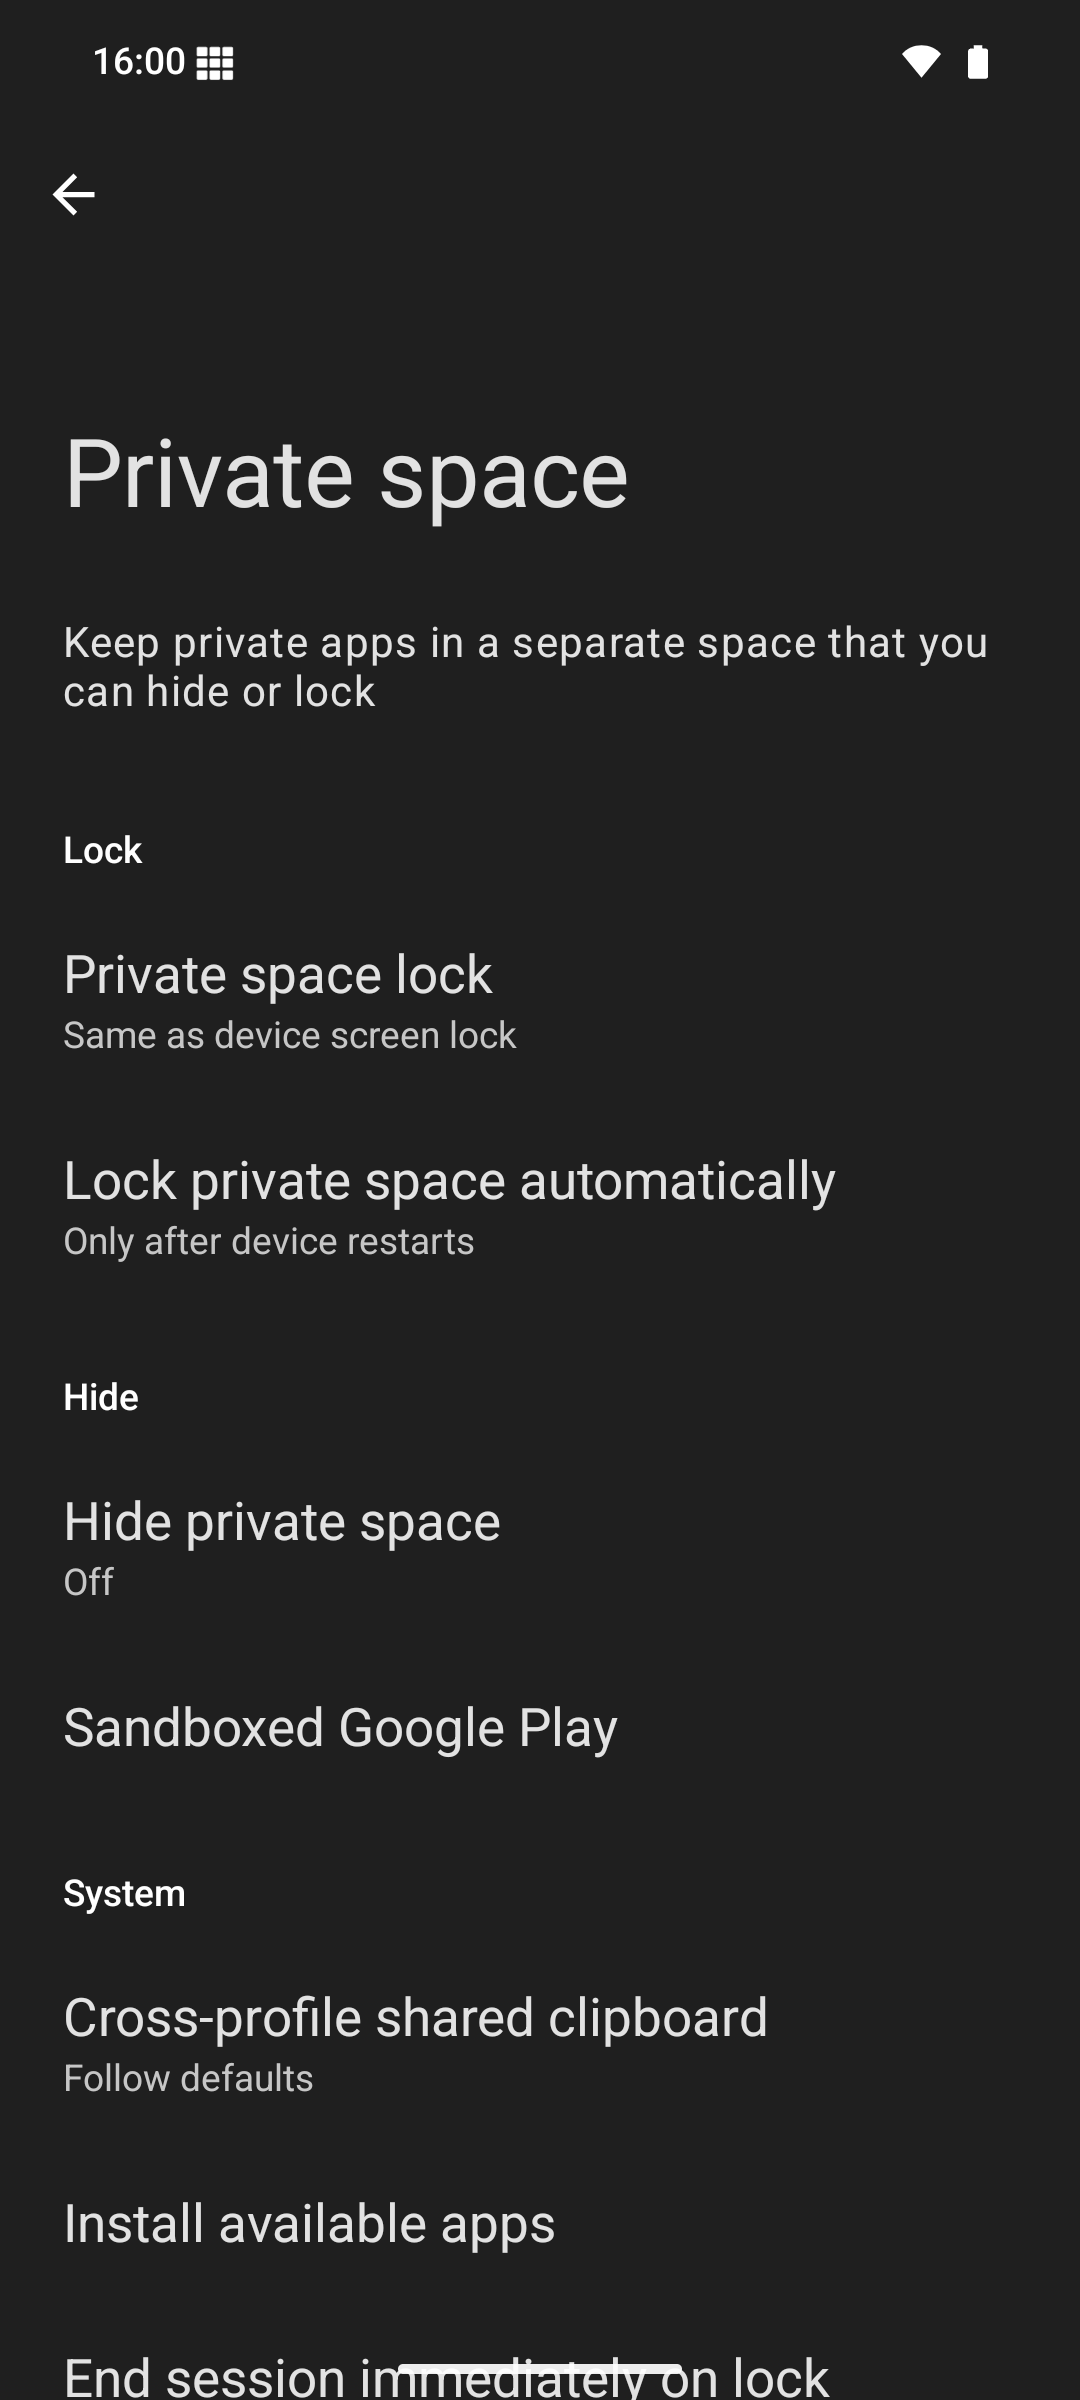 16:00
Private space
Keep private apps in a separate space that you
can hide or lock
Lock
Private space lock
Same as device screen lock
Lock private space automatically
Only after device restarts
Hide
Hide private space
Off
Sandboxed Google Play
System
Cross-profile shared clipboard
Follow defaults
Install available apps
End session immediately on lock